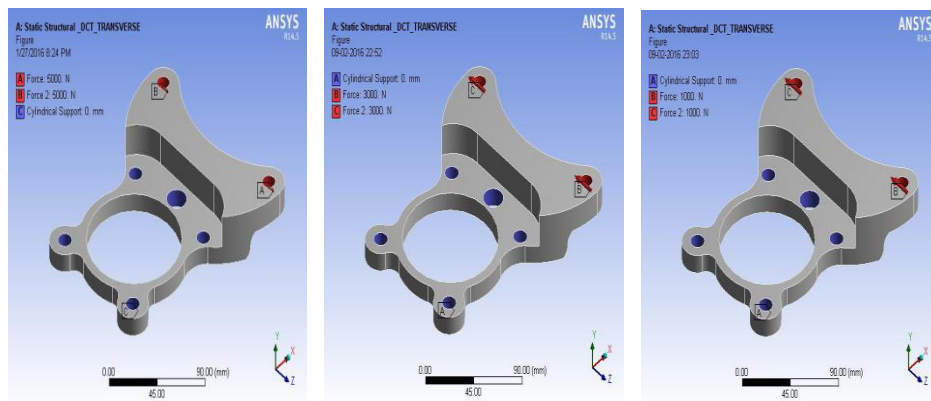 A: Static Structural _DCT_TRANSVERSE
Figure
1/27/2016 8:24 PM
A Force: 5000. N
B Force 2: 5000. N
C Cylindrical Support: 0. mm
ANSYS
R14.5
B
A
C
Y
X
Z
0.00 90.00 (mm)
45.00
A: Static Structural _DCT_TRANSVERSE
Figure
09-02-2016 22:52
A Cylindrical Support: 0. mm
B Force: 3000. N
C Force 2: 3000. N
ANSYS
R14.5
C
B
A
Y
X
Z
0.00 90.00 (mm)
45.00
A: Static Structural _DCT_TRANSVERSE
Figure
09-02-2016 23:03
A Cylindrical Support: 0. mm
B Force: 1000. N
C Force 2: 1000. N
ANSYS
R14.5
C
B
A
Y
X
Z
0.00 90.00 (mm)
45.00